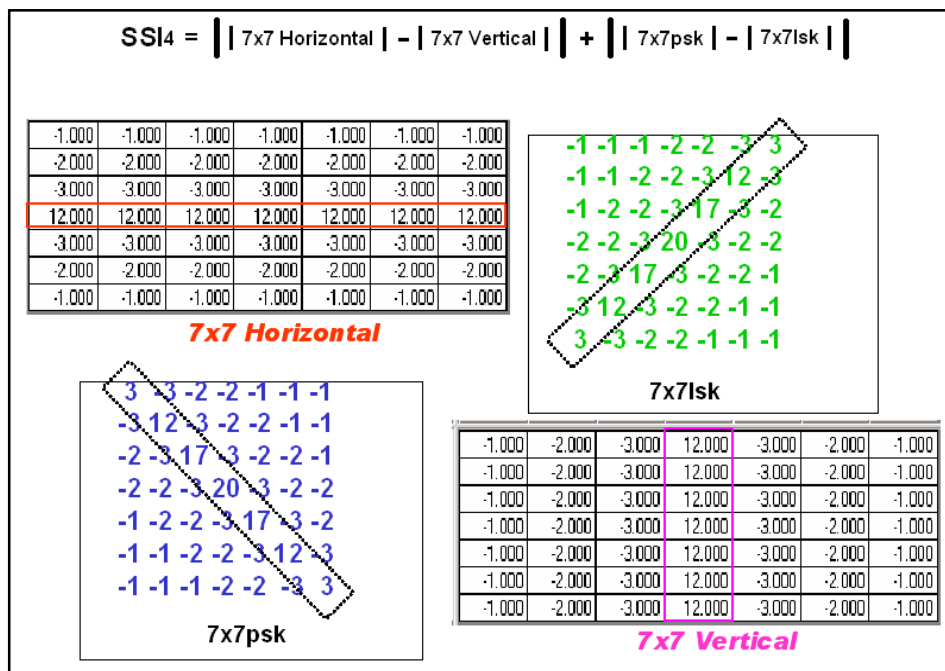 SSI4 = | | 7x7 Horizontal | – | 7x7 Vertical | | + | | 7x7psk | – | 7x7lsk | |
-1.000 -1.000 -1.000 -1.000 -1.000 -1.000 -1.000
-2.000 -2.000 -2.000 -2.000 -2.000 -2.000 -2.000
-3.000 -3.000 -3.000 -3.000 -3.000 -3.000 -3.000
12.000 12.000 12.000 12.000 12.000 12.000 12.000
-3.000 -3.000 -3.000 -3.000 -3.000 -3.000 -3.000
-2.000 -2.000 -2.000 -2.000 -2.000 -2.000 -2.000
-1.000 -1.000 -1.000 -1.000 -1.000 -1.000 -1.000
7x7 Horizontal
-1 -1 -1 -2 -2 -3 3
-1 -1 -2 -2 -3 12 -3
-1 -2 -2 -3 17 -3 -2
-2 -2 -3 20 -3 -2 -2
-2 -3 17 -3 -2 -2 -1
-3 12 -3 -2 -2 -1 -1
3 -3 -2 -2 -1 -1 -1
7x7lsk
3 -3 -2 -2 -1 -1 -1
-3 12 -3 -2 -2 -1 -1
-2 -3 17 -3 -2 -2 -1
-2 -2 -3 20 -3 -2 -2
-1 -2 -2 -3 17 -3 -2
-1 -1 -2 -2 -3 12 -3
-1 -1 -1 -2 -2 -3 3
7x7psk
-1.000 -2.000 -3.000 12.000 -3.000 -2.000 -1.000
-1.000 -2.000 -3.000 12.000 -3.000 -2.000 -1.000
-1.000 -2.000 -3.000 12.000 -3.000 -2.000 -1.000
-1.000 -2.000 -3.000 12.000 -3.000 -2.000 -1.000
-1.000 -2.000 -3.000 12.000 -3.000 -2.000 -1.000
-1.000 -2.000 -3.000 12.000 -3.000 -2.000 -1.000
-1.000 -2.000 -3.000 12.000 -3.000 -2.000 -1.000
7x7 Vertical